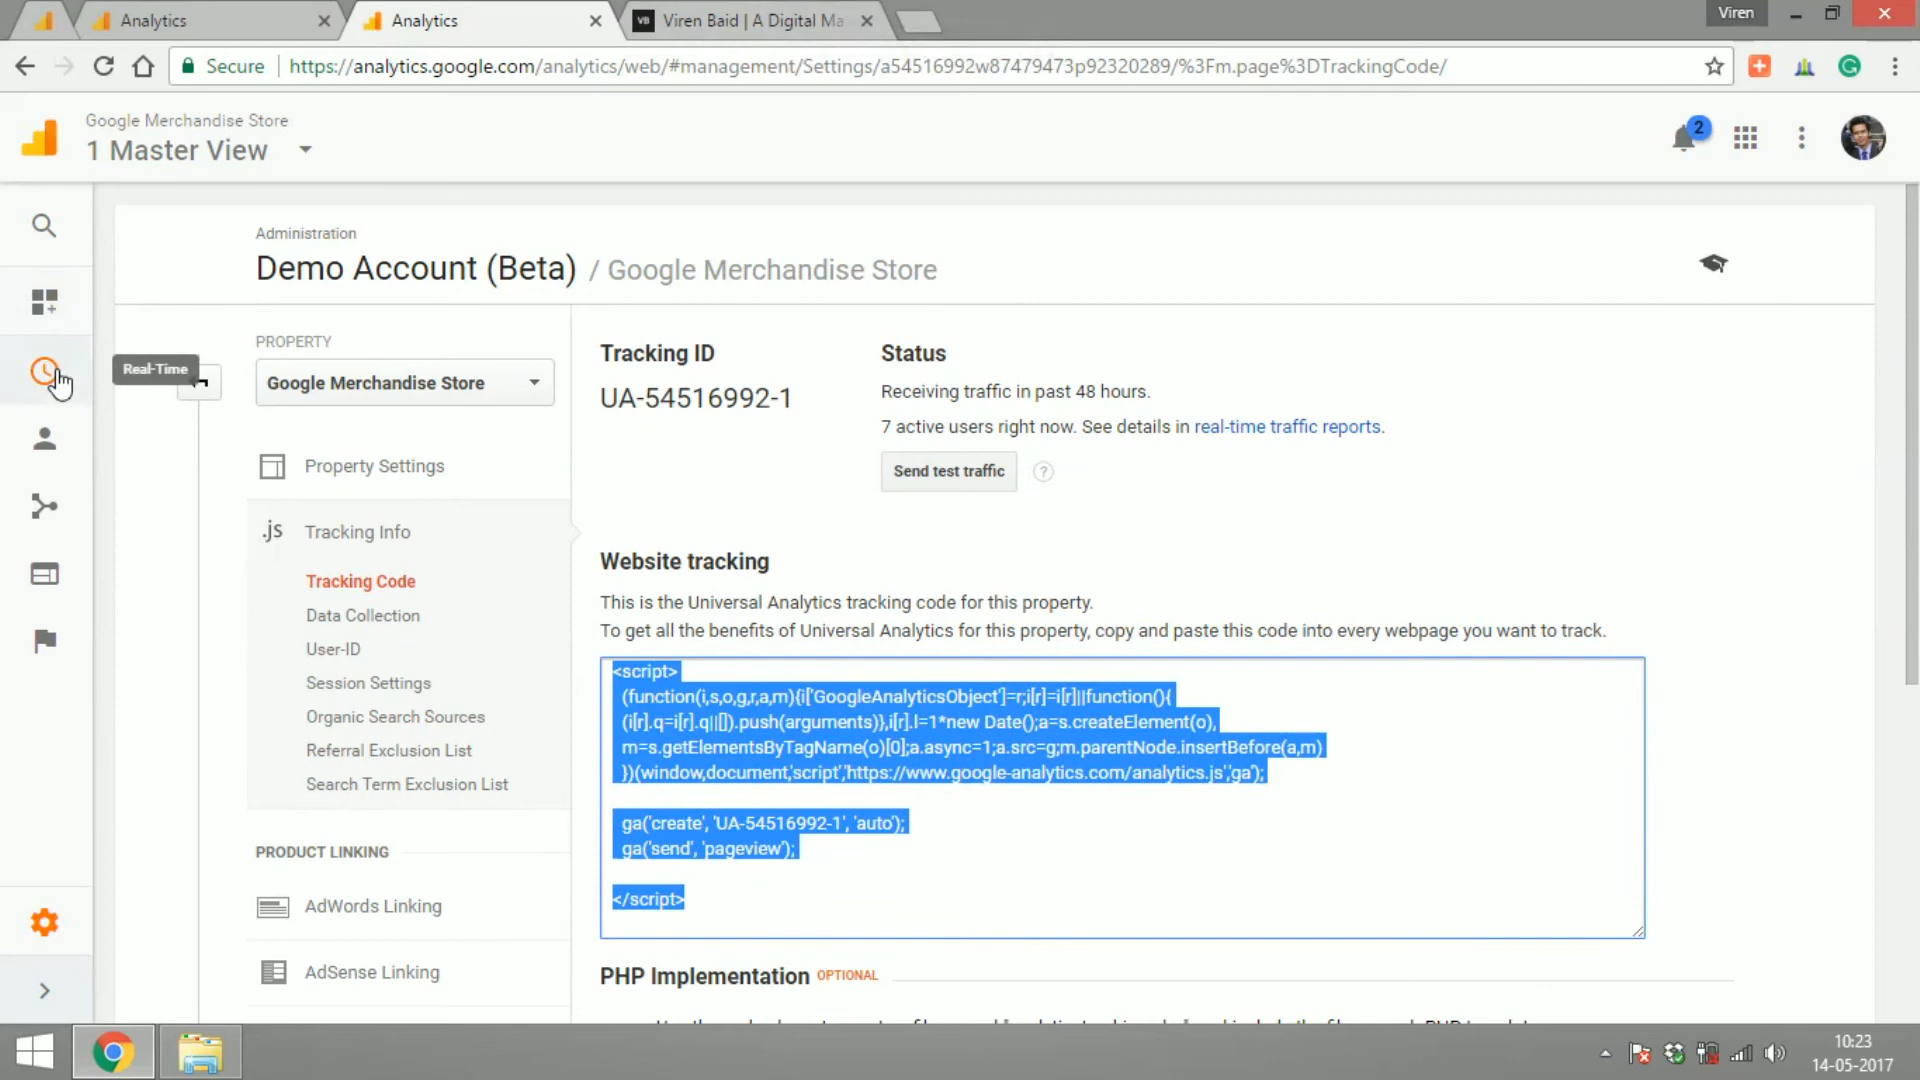 Analytics
Analytics
VB Viren Baid | A Digital Ma
Viren
Secure https://analytics.google.com/analytics/web/#management/Settings/a54516992w87479473p92320289/%3Fm.page%3DTrackingCode/
Google Merchandise Store
1 Master View
2
Administration
Demo Account (Beta) / Google Merchandise Store
Real-Time
PROPERTY
Google Merchandise Store
Property Settings
.js Tracking Info
Tracking Code
Data Collection
User-ID
Session Settings
Organic Search Sources
Referral Exclusion List
Search Term Exclusion List
PRODUCT LINKING
AdWords Linking
AdSense Linking
Tracking ID
UA-54516992-1
Status
Receiving traffic in past 48 hours.
7 active users right now. See details in real-time traffic reports.
Send test traffic ?
Website tracking
This is the Universal Analytics tracking code for this property.
To get all the benefits of Universal Analytics for this property, copy and paste this code into every webpage you want to track.
<script>
(function(i,s,o,g,r,a,m){i['GoogleAnalyticsObject']=r;i[r]=i[r]||function(){
(i[r].q=i[r].q||[]).push(arguments)},i[r].l=1*new Date();a=s.createElement(o),
m=s.getElementsByTagName(o)[0];a.async=1;a.src=g;m.parentNode.insertBefore(a,m)
})(window,document,'script','https://www.google-analytics.com/analytics.js','ga');
ga('create', 'UA-54516992-1', 'auto');
ga('send', 'pageview');
</script>
PHP Implementation OPTIONAL
10:23
14-05-2017